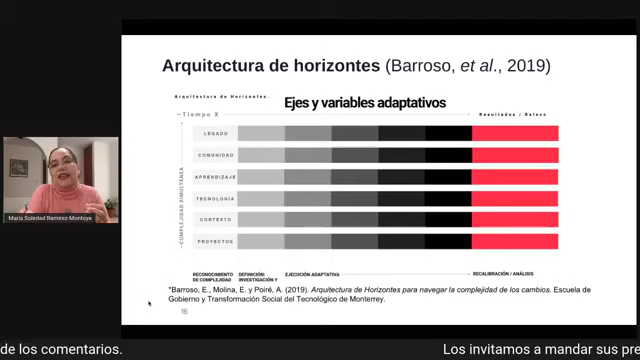 Arquitectura de horizontes (Barroso, et al., 2019)
Arquitectura de Horizontes.
Ejes y variables adaptativos
Tiempo X
Resultados / Relevo
COMPLEJIDAD SIMULTÁNEA
LEGADO
COMUNIDAD
APRENDIZAJE
TECNOLOGÍA
CONTEXTO
PROYECTOS
RECONOCIMIENTO
DE COMPLEJIDAD
DEFINICIÓN:
INVESTIGACIÓN Y
EJECUCIÓN ADAPTATIVA
RECALIBRACIÓN / ANÁLISIS
*Barroso, E., Molina, E. y Poiré, A. (2019). Arquitectura de Horizontes para navegar la complejidad de los cambios. Escuela de
Gobierno y Transformación Social del Tecnológico de Monterrey.
16
María Soledad Ramírez-Montoya
de los comentarios.
Los invitamos a mandar sus pre